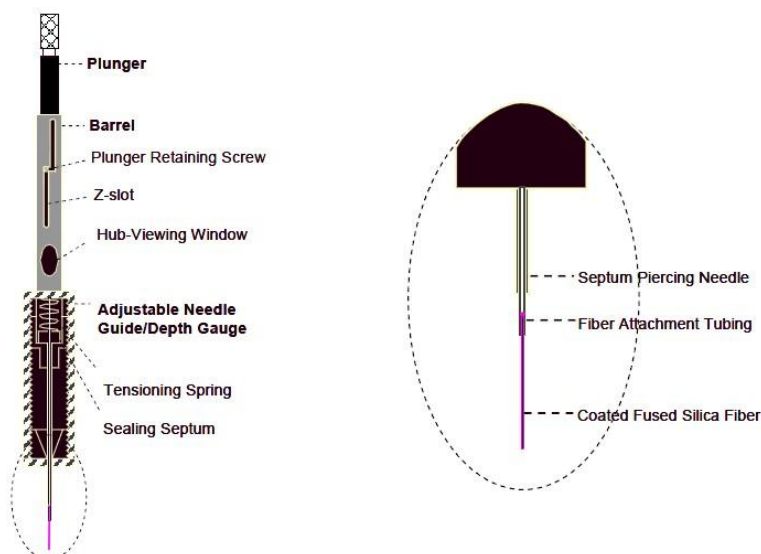 Plunger
Barrel
Plunger Retaining Screw
Z-slot
Hub-Viewing Window
Adjustable Needle
Guide/Depth Gauge
Tensioning Spring
Sealing Septum
Septum Piercing Needle
Fiber Attachment Tubing
Coated Fused Silica Fiber